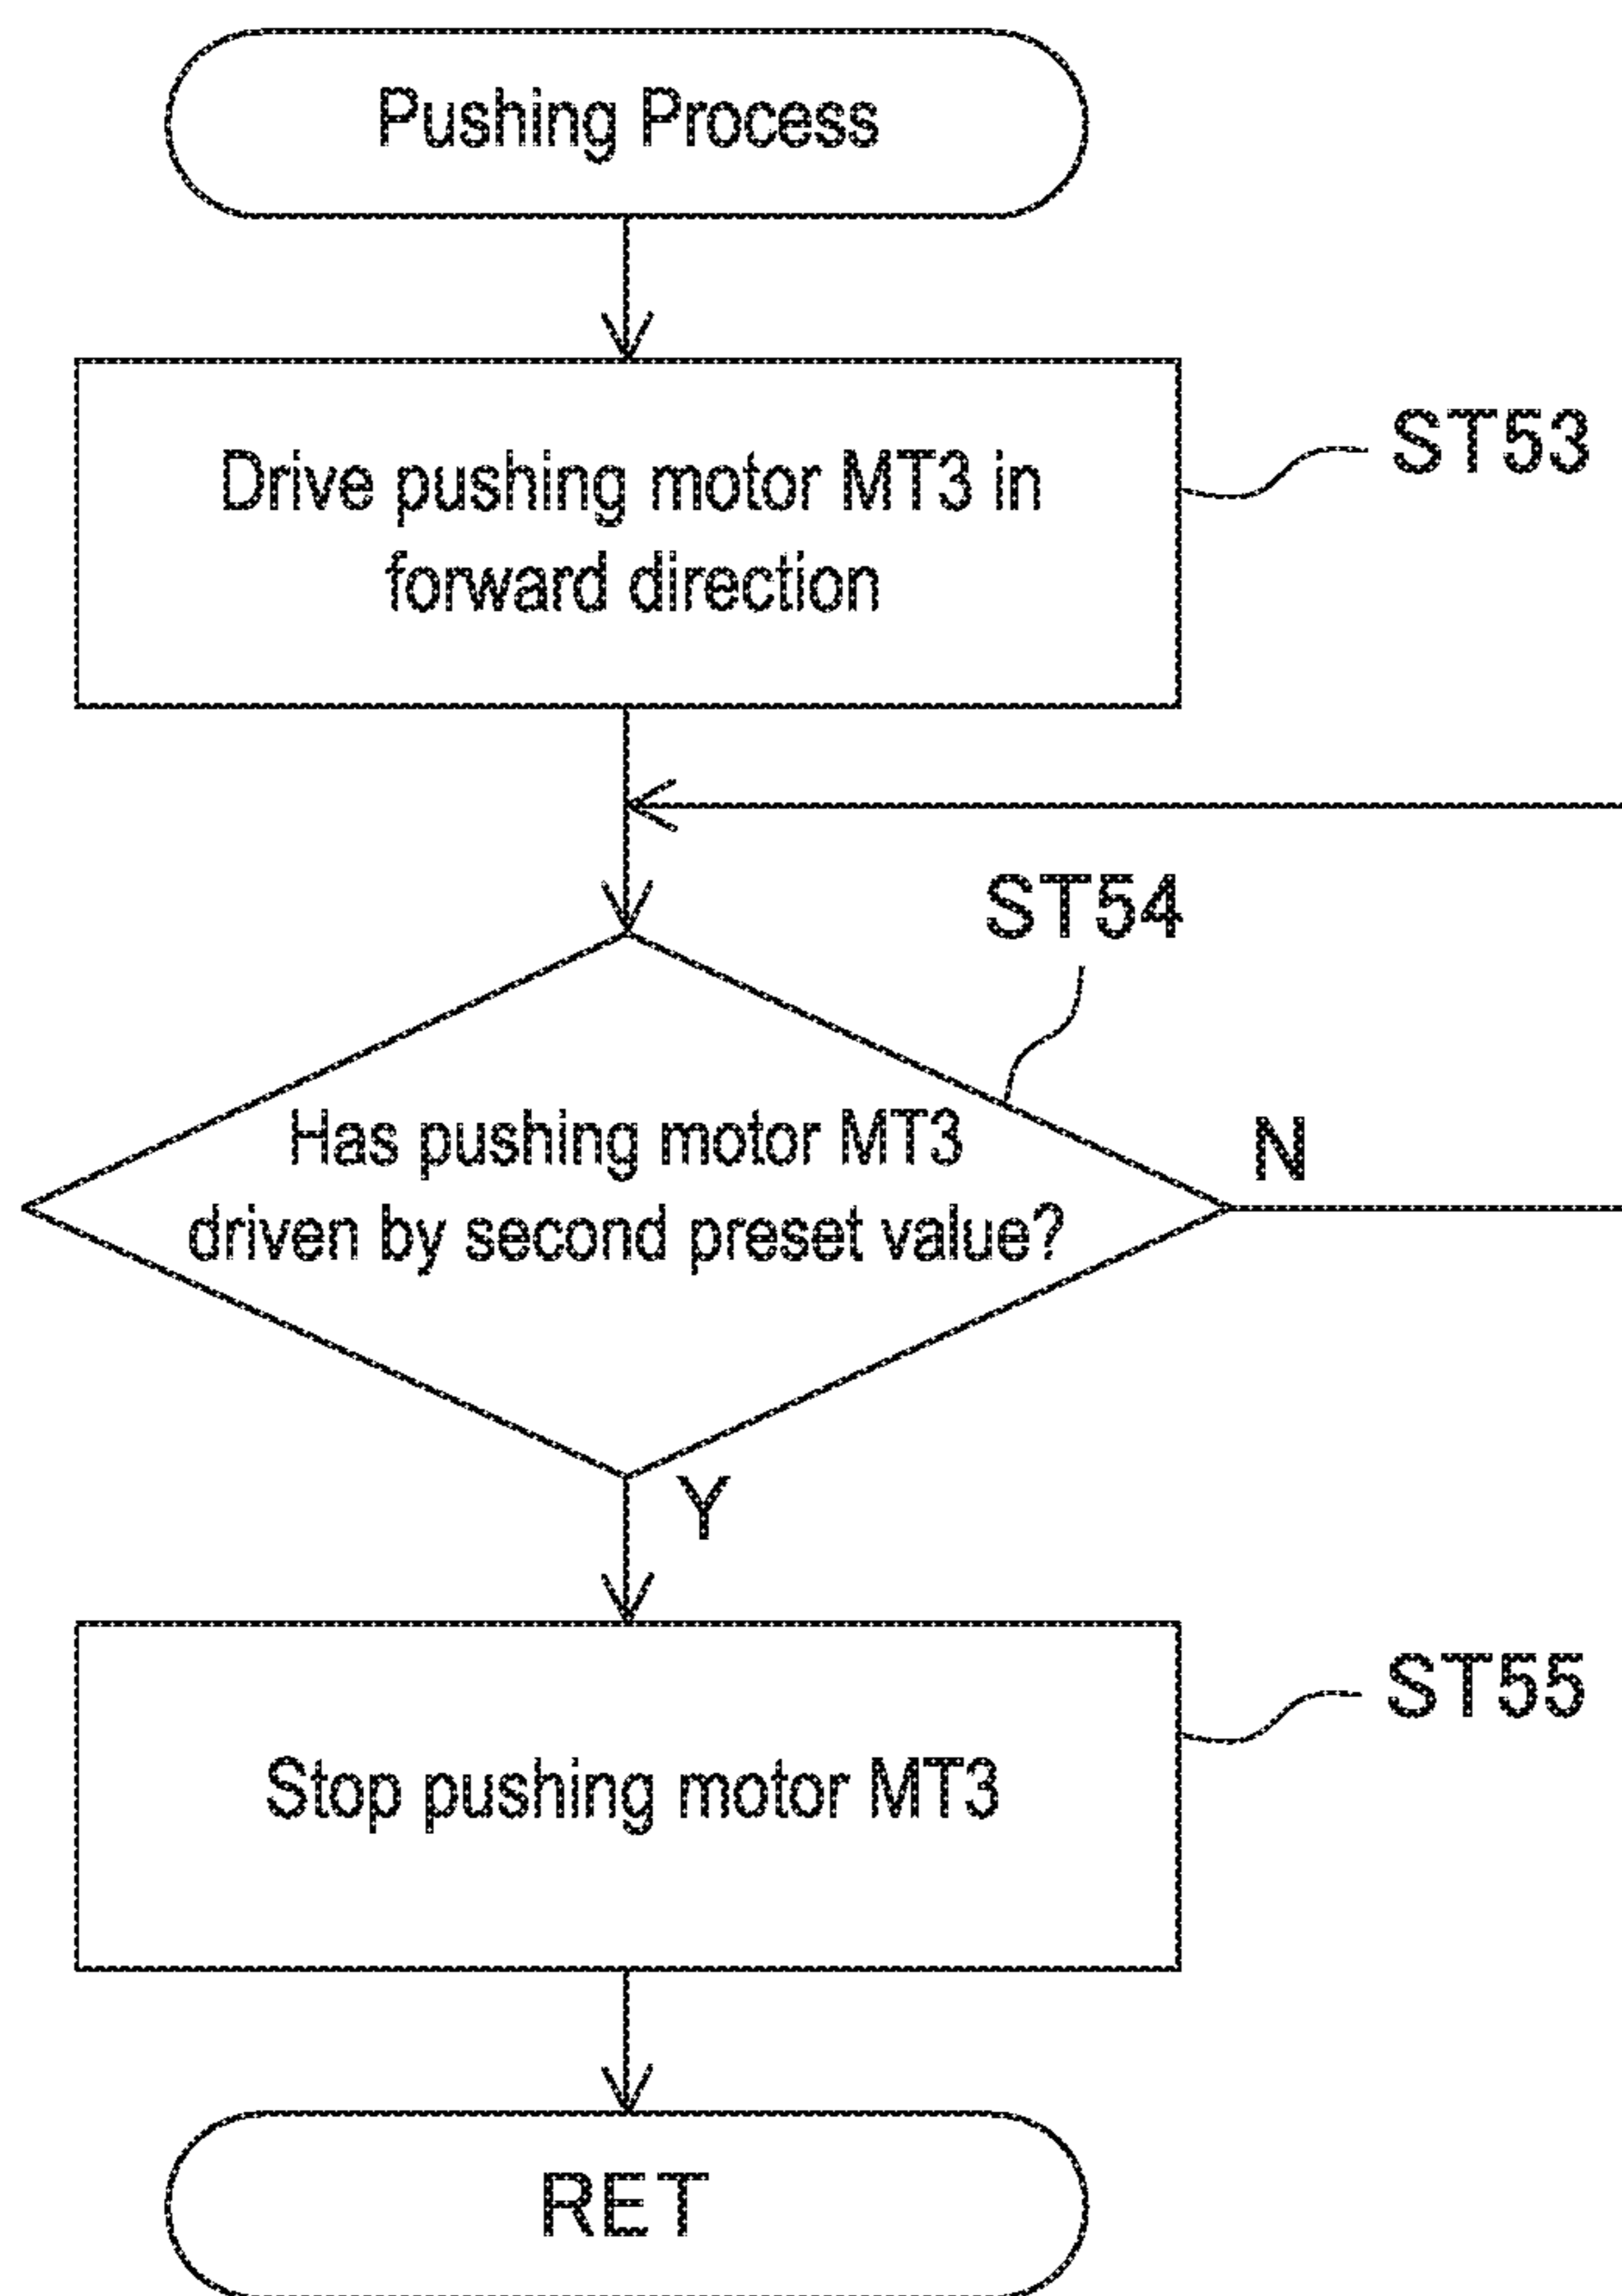 Pushing Process
Drive pushing motor MT3 in
forward direction
ST53
ST54
Has pushing motor MT3
driven by second preset value?
N
Y
Stop pushing motor MT3
ST55
RET